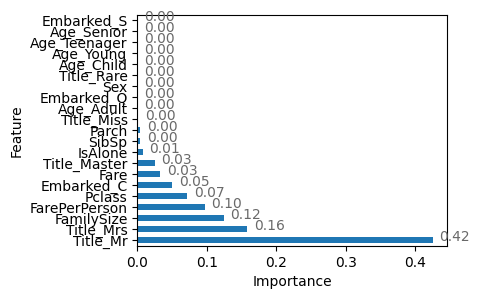 Embarked_S 0.00
Age_Senior 0.00
Age_Teenager 0.00
Age_Young 0.00
Age_Child 0.00
Title_Rare 0.00
Sex 0.00
Embarked_Q 0.00
Age_Adult 0.00
Title_Miss 0.00
Parch 0.00
SibSp 0.00
IsAlone 0.01
Title_Master 0.03
Fare 0.03
Embarked_C 0.05
Pclass 0.07
FarePerPerson 0.10
FamilySize 0.12
Title_Mrs 0.16
Title_Mr 0.42
Feature
0.0 0.1 0.2 0.3 0.4
Importance